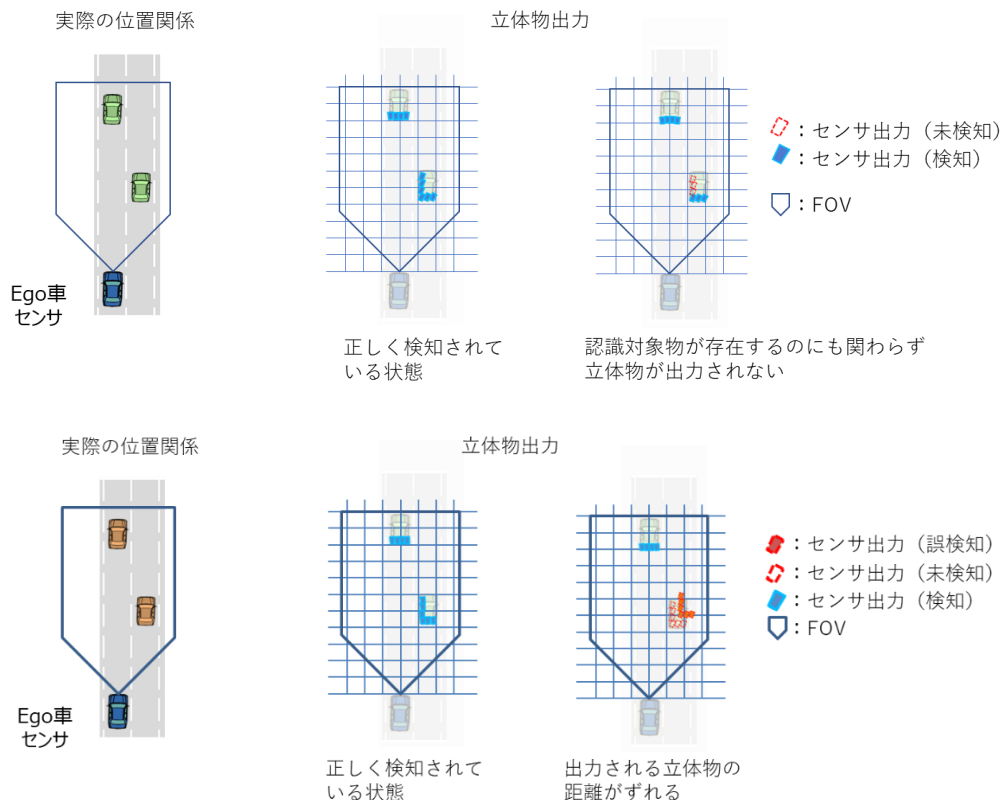 実際の位置関係
立体物出力
：センサ出力（未検知）
：センサ出力（検知）
：FOV
Ego車
センサ
正しく検知されて
いる状態
認識対象物が存在するのにも関わらず
立体物が出力されない
実際の位置関係
立体物出力
：センサ出力（誤検知）
：センサ出力（未検知）
：センサ出力（検知）
：FOV
Ego車
センサ
正しく検知されて
いる状態
出力される立体物の
距離がずれる